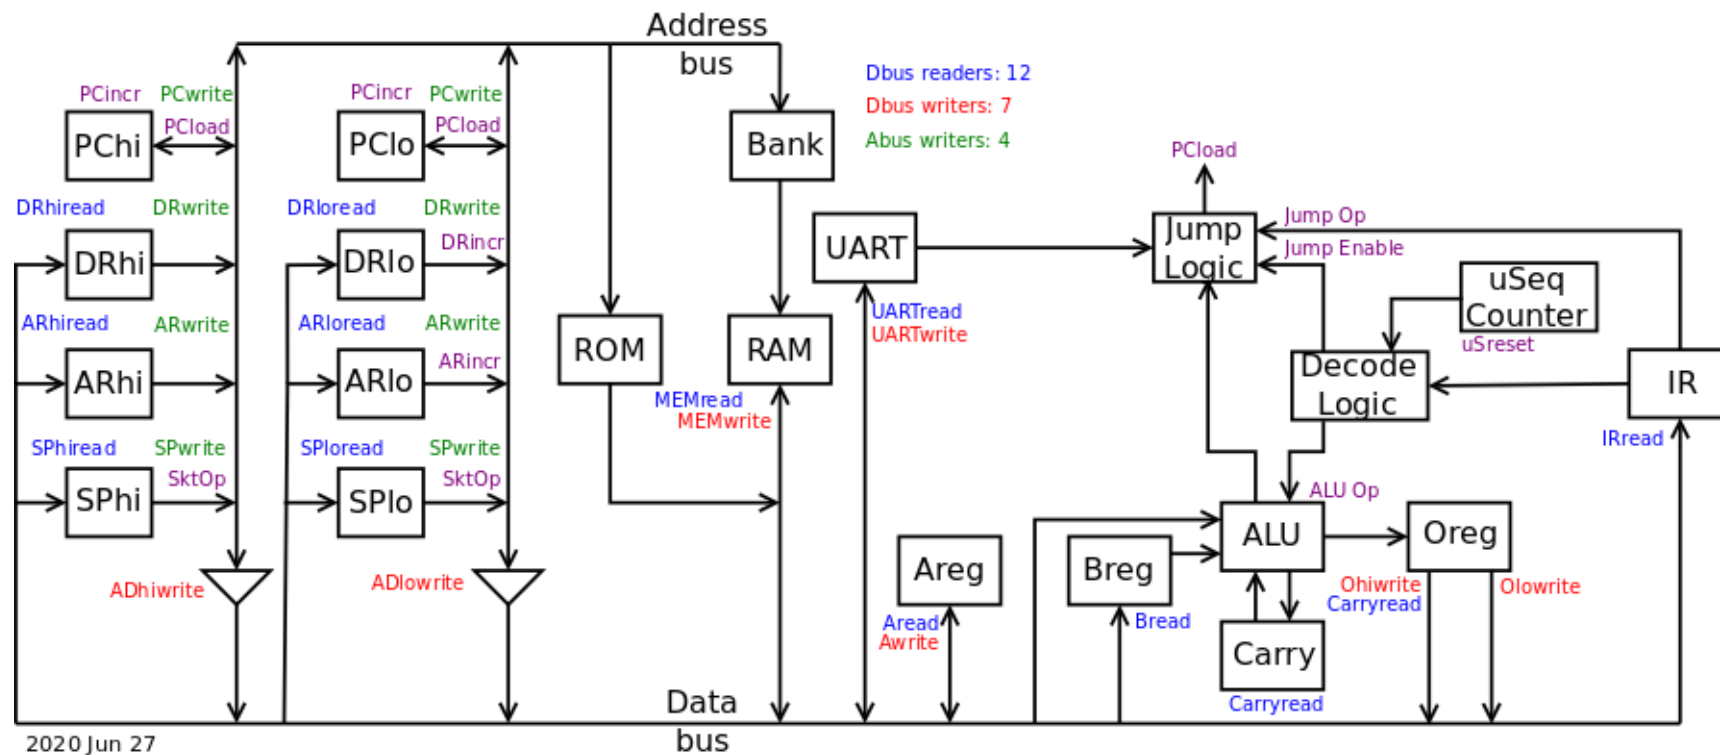 Address
bus
Dbus readers: 12
Dbus writers: 7
Abus writers: 4
PCincr
PCwrite
PCload
PChi
PCincr
PCwrite
PCload
PClo
Bank
PCload
DRhiread
DRwrite
DRhi
DRloread
DRwrite
DRincr
DRlo
UART
Jump
Logic
Jump Op
Jump Enable
uSeq
Counter
uSreset
ARhiread
ARwrite
ARhi
ARloread
ARwrite
ARincr
ARlo
ROM
RAM
UARTread
UARTwrite
MEMread
MEMwrite
Decode
Logic
IR
IRread
SPhiread
SPwrite
SktOp
SPhi
SPloread
SPwrite
SktOp
SPlo
ALU Op
ALU
Oreg
Areg
Breg
ADhiwrite
ADlowrite
Ohiwrite
Carryread
Olowrite
Aread
Awrite
Bread
Carry
Carryread
Data
bus
2020 Jun 27